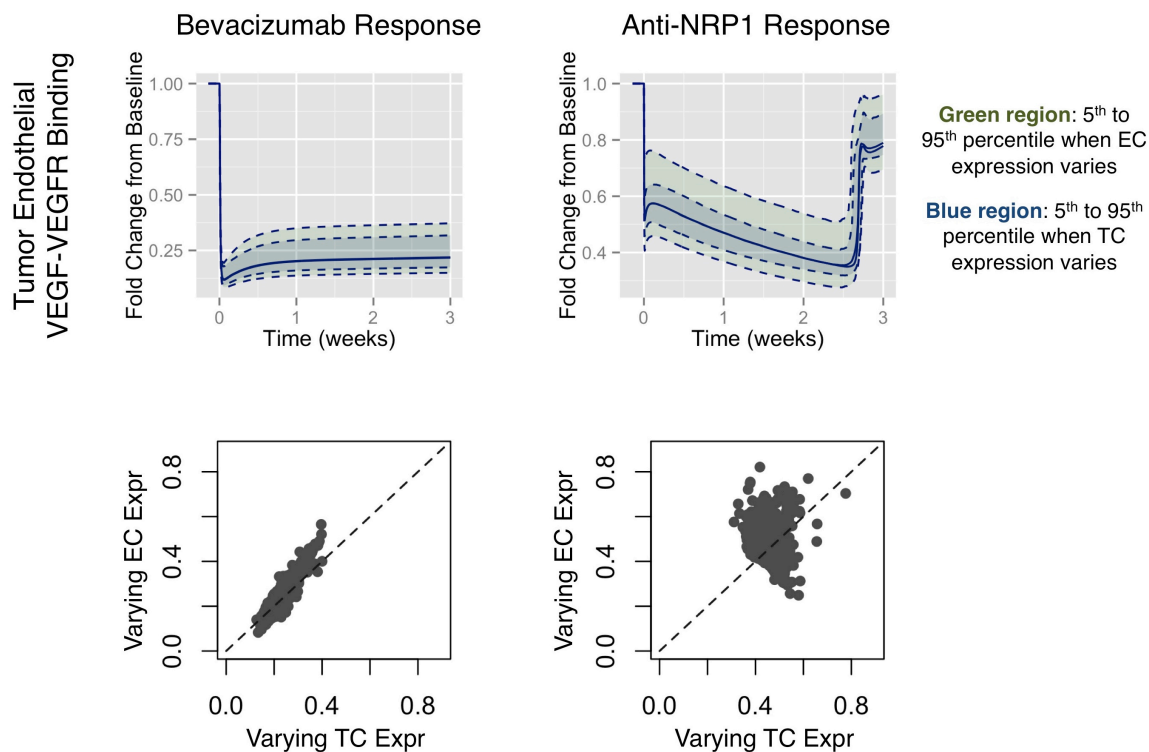 Bevacizumab Response
Anti-NRP1 Response
Tumor Endothelial
VEGF-VEGFR Binding
Fold Change from Baseline
1.00
0.75
0.50
0.25
0
1
2
3
Time (weeks)
Fold Change from Baseline
1.0
0.8
0.6
0.4
0
1
2
3
Time (weeks)
Green region: 5th to
95th percentile when EC
expression varies
Blue region: 5th to 95th
percentile when TC
expression varies
Varying EC Expr
0.8
0.4
0.0
0.0
0.4
0.8
Varying TC Expr
Varying EC Expr
0.8
0.4
0.0
0.0
0.4
0.8
Varying TC Expr